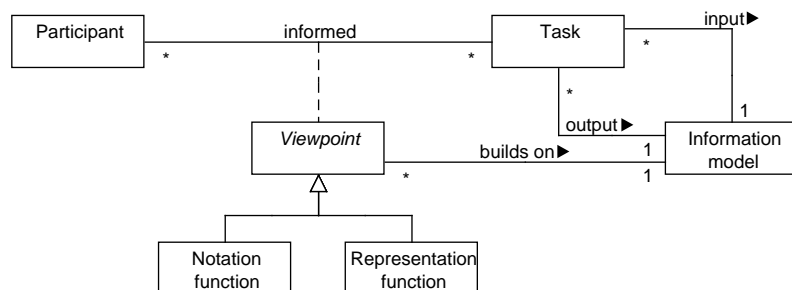 Participant
informed
Task
input▶
*
*
*
*
1
Viewpoint
output▶
Information
model
builds on▶
1
*
1
Notation
function
Representation
function